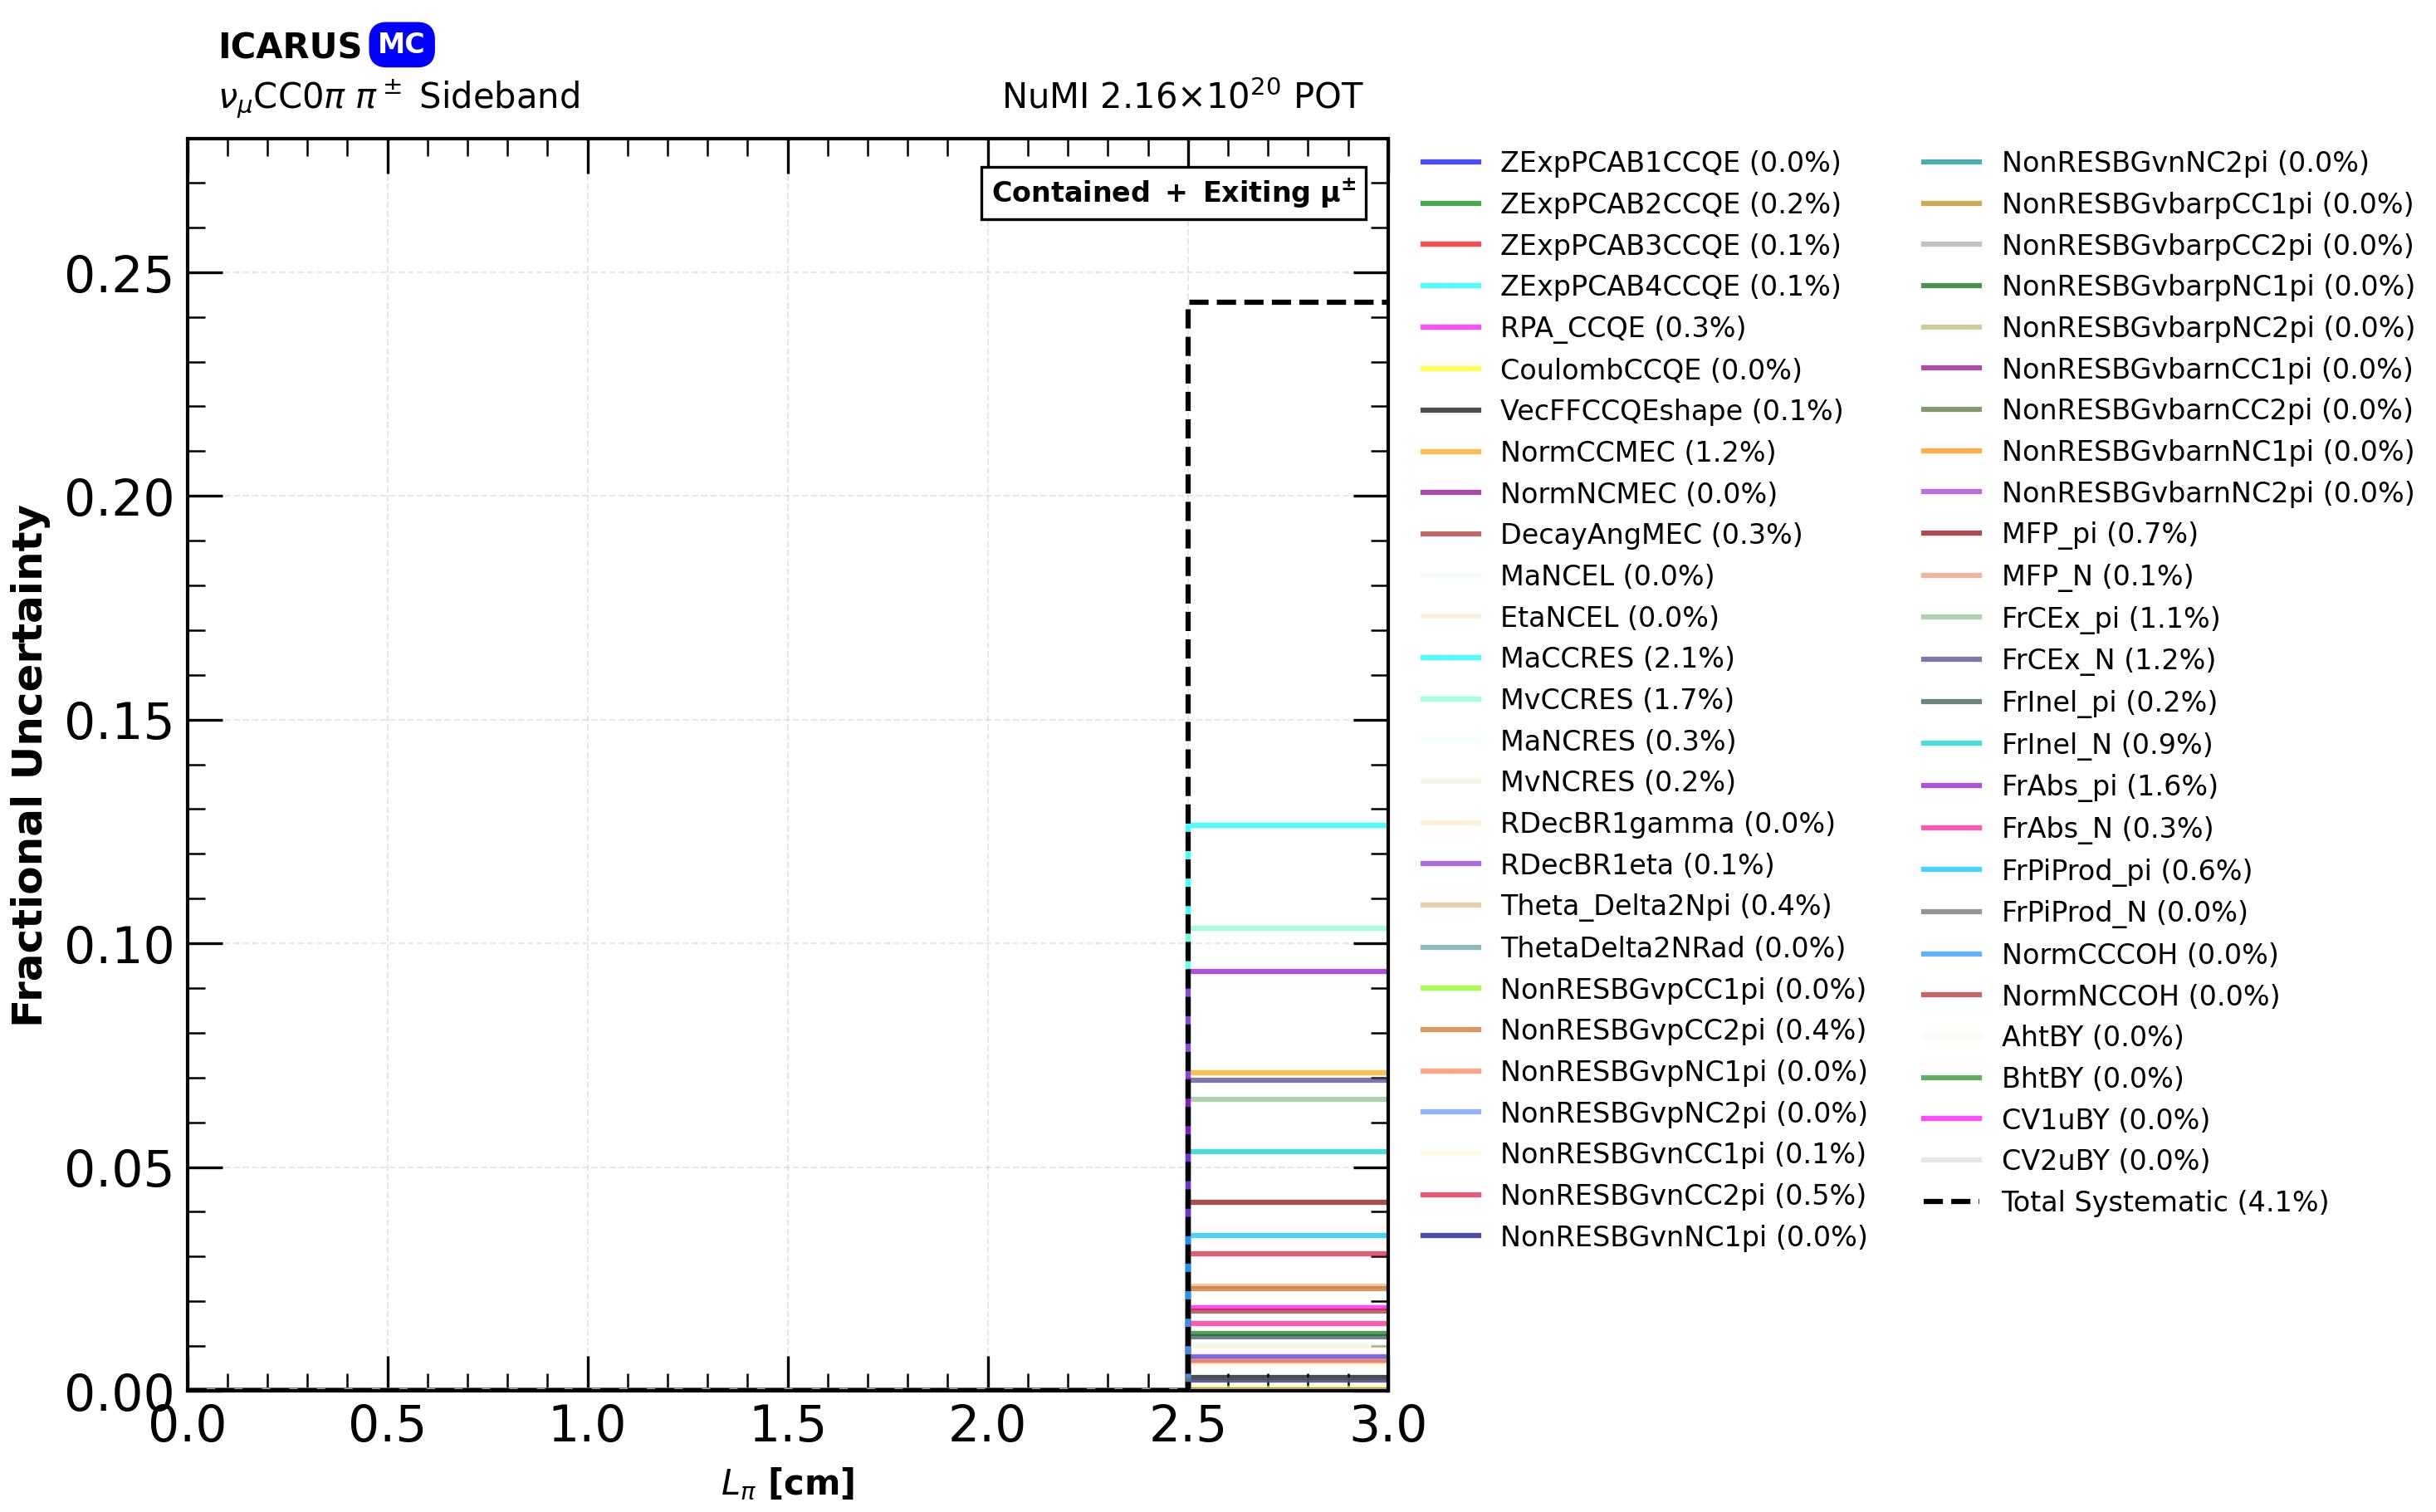 ICARUS MC
νμCC0π π± Sideband
NuMI 2.16×10²⁰ POT
Contained + Exiting μ±
Fractional Uncertainty
0.25
0.20
0.15
0.10
0.05
0.00
0.0 0.5 1.0 1.5 2.0 2.5 3.0
Lπ [cm]
ZExpPCAB1CCQE (0.0%)
ZExpPCAB2CCQE (0.2%)
ZExpPCAB3CCQE (0.1%)
ZExpPCAB4CCQE (0.1%)
RPA_CCQE (0.3%)
CoulombCCQE (0.0%)
VecFFCCQEshape (0.1%)
NormCCMEC (1.2%)
NormNCMEC (0.0%)
DecayAngMEC (0.3%)
MaNCEL (0.0%)
EtaNCEL (0.0%)
MaCCRES (2.1%)
MvCCRES (1.7%)
MaNCRES (0.3%)
MvNCRES (0.2%)
RDecBR1gamma (0.0%)
RDecBR1eta (0.1%)
Theta_Delta2Npi (0.4%)
ThetaDelta2NRad (0.0%)
NonRESBGvpCC1pi (0.0%)
NonRESBGvpCC2pi (0.4%)
NonRESBGvpNC1pi (0.0%)
NonRESBGvpNC2pi (0.0%)
NonRESBGvnCC1pi (0.1%)
NonRESBGvnCC2pi (0.5%)
NonRESBGvnNC1pi (0.0%)
NonRESBGvnNC2pi (0.0%)
NonRESBGvbarpCC1pi (0.0%)
NonRESBGvbarpCC2pi (0.0%)
NonRESBGvbarpNC1pi (0.0%)
NonRESBGvbarpNC2pi (0.0%)
NonRESBGvbarnCC1pi (0.0%)
NonRESBGvbarnCC2pi (0.0%)
NonRESBGvbarnNC1pi (0.0%)
NonRESBGvbarnNC2pi (0.0%)
MFP_pi (0.7%)
MFP_N (0.1%)
FrCEx_pi (1.1%)
FrCEx_N (1.2%)
FrInel_pi (0.2%)
FrInel_N (0.9%)
FrAbs_pi (1.6%)
FrAbs_N (0.3%)
FrPiProd_pi (0.6%)
FrPiProd_N (0.0%)
NormCCCOH (0.0%)
NormNCCOH (0.0%)
AhtBY (0.0%)
BhtBY (0.0%)
CV1uBY (0.0%)
CV2uBY (0.0%)
Total Systematic (4.1%)